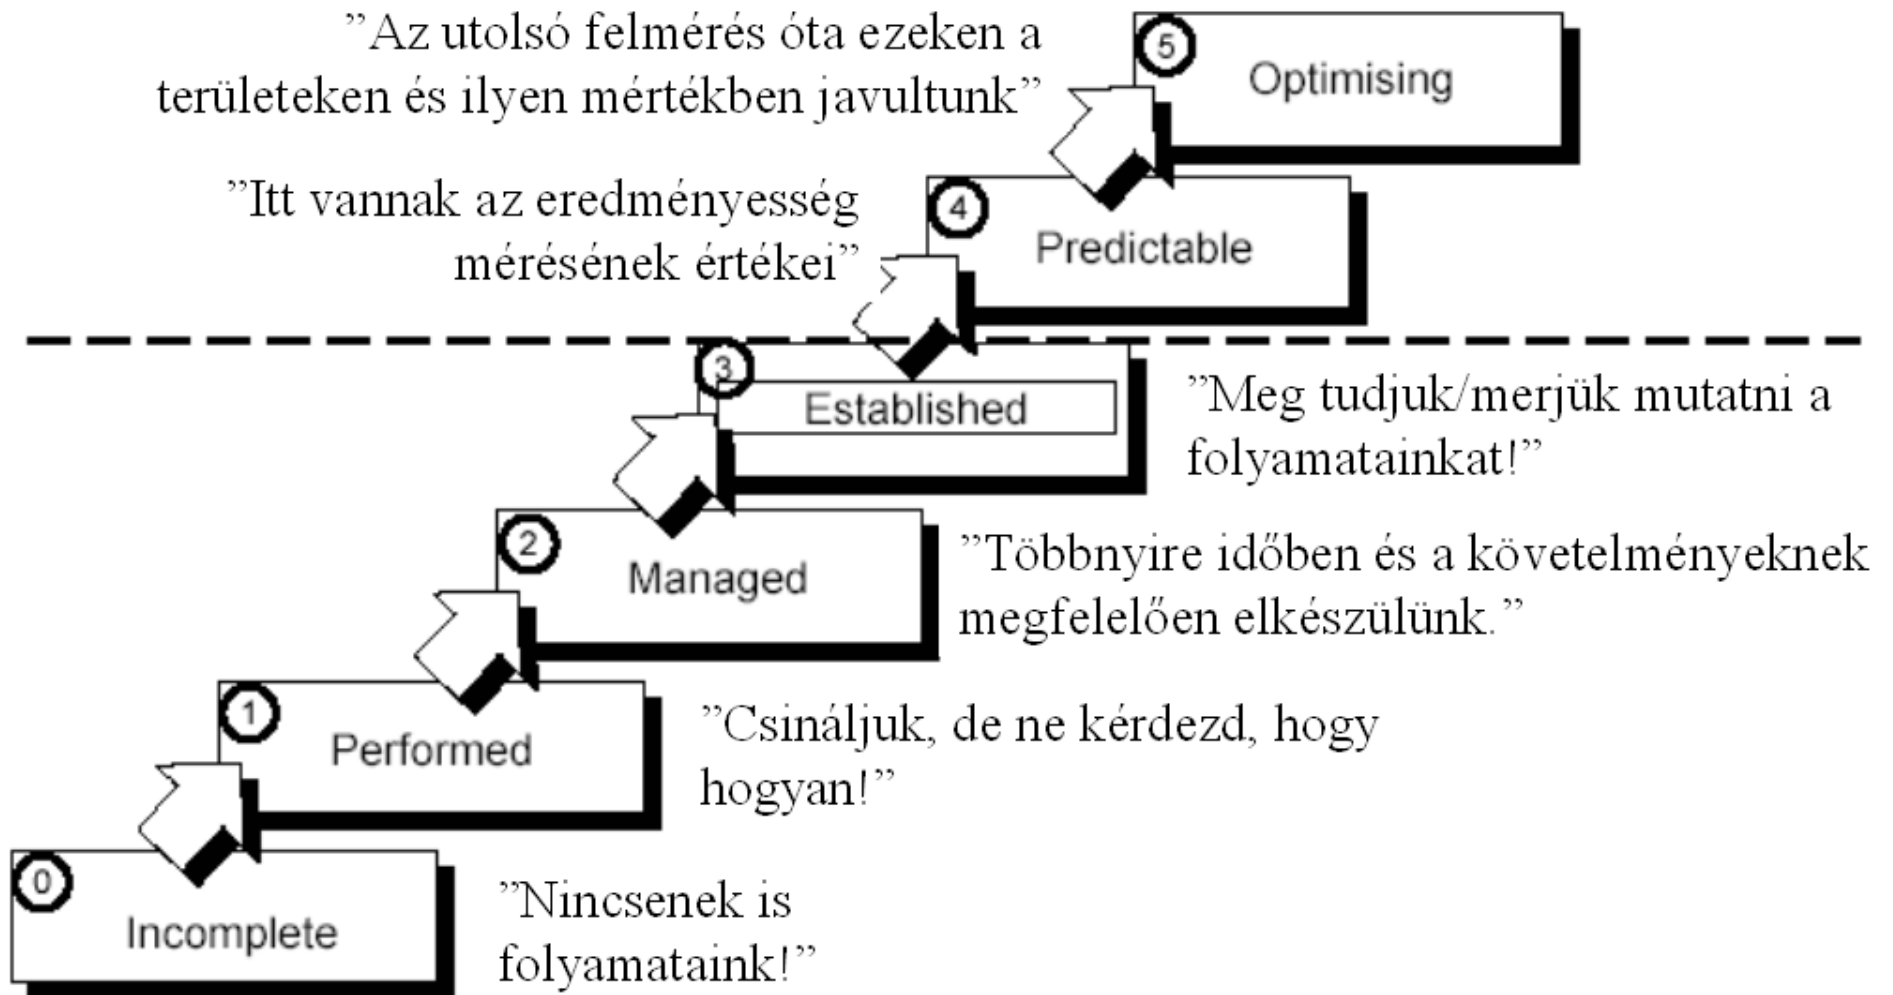 ”Az utolsó felmérés óta ezeken a
területeken és ilyen mértékben javultunk”
5
Optimising
”Itt vannak az eredményesség
mérésének értékei”
4
Predictable
3
Established
”Meg tudjuk/merjük mutatni a
folyamatainkat!”
2
Managed
”Többnyire időben és a követelményeknek
megfelelően elkészülünk.”
1
Performed
”Csináljuk, de ne kérdezd, hogy
hogyan!”
0
Incomplete
”Nincsenek is
folyamataink!”